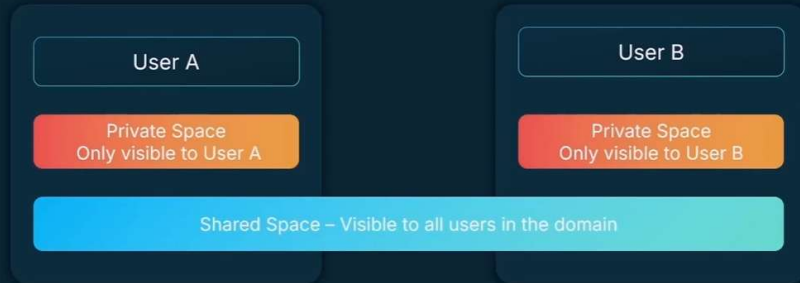 User A
Private Space
Only visible to User A
User B
Private Space
Only visible to User B
Shared Space – Visible to all users in the domain